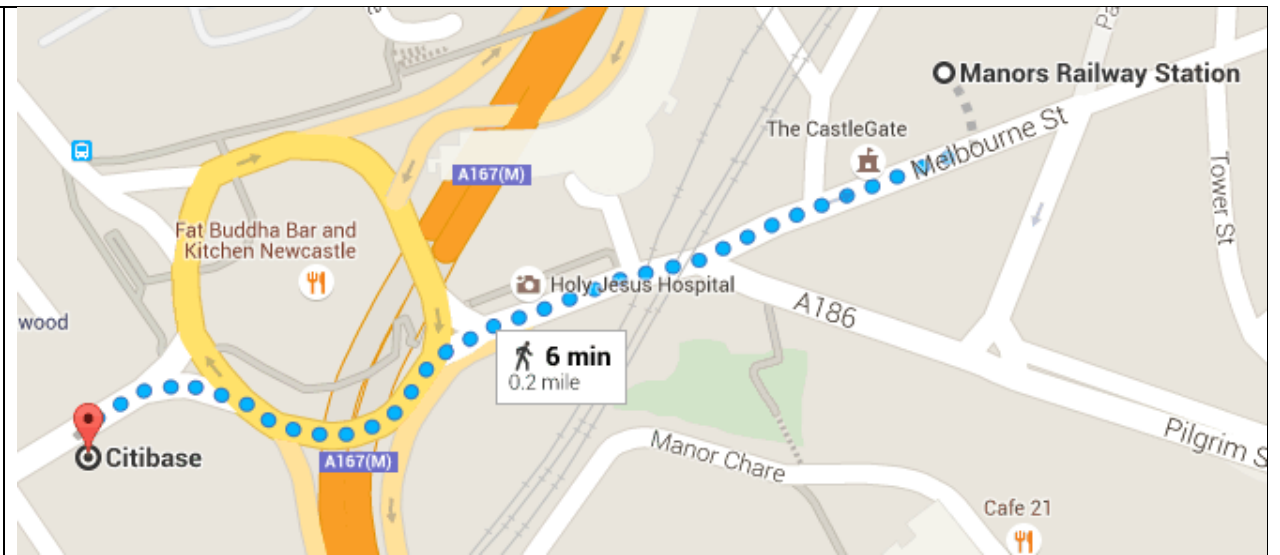 Manors Railway Station
The CastleGate
Melbourne St
Tower St
A167(M)
Fat Buddha Bar and
Kitchen Newcastle
Holy Jesus Hospital
A186
wood
6 min
0.2 mile
Pilgrim S
Manor Chare
Citibase
A167(M)
Cafe 21